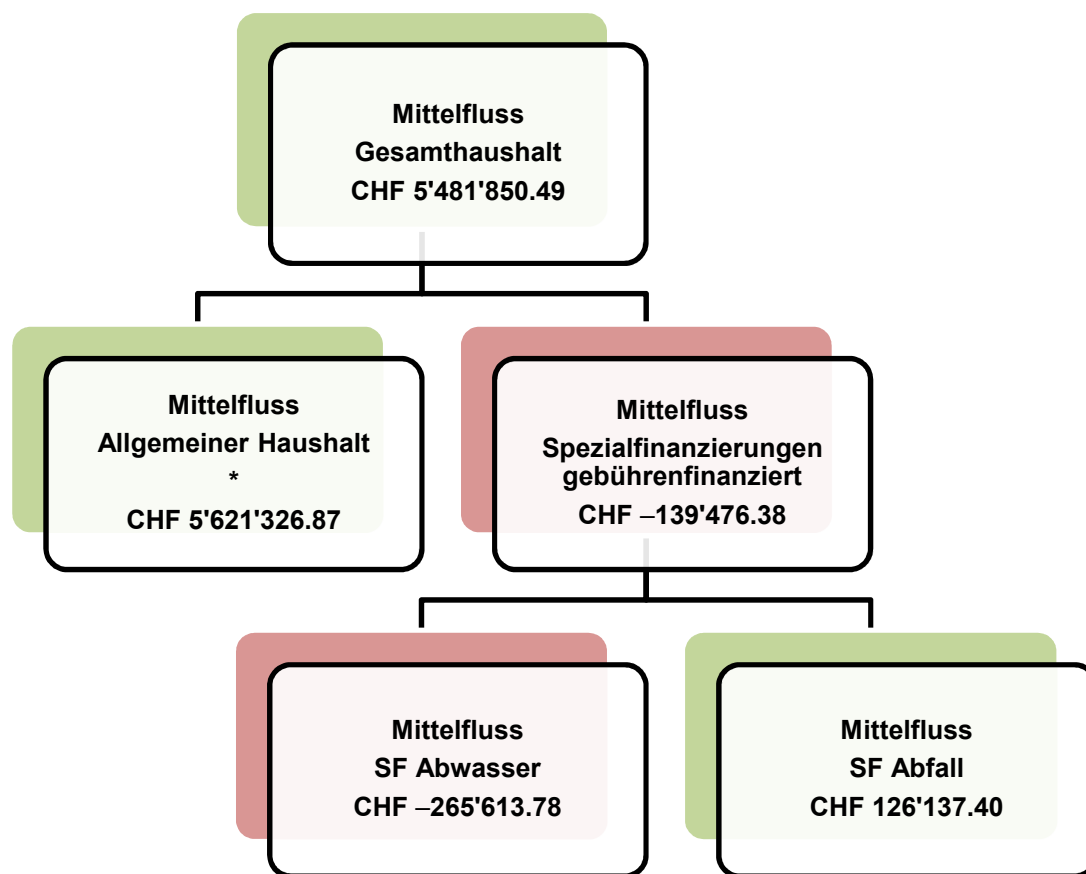 Mittelfluss
Gesamthaushalt
CHF 5'481'850.49
Mittelfluss
Allgemeiner Haushalt
*
CHF 5'621'326.87
Mittelfluss
Spezialfinanzierungen
gebührenfinanziert
CHF –139'476.38
Mittelfluss
SF Abwasser
CHF –265'613.78
Mittelfluss
SF Abfall
CHF 126'137.40